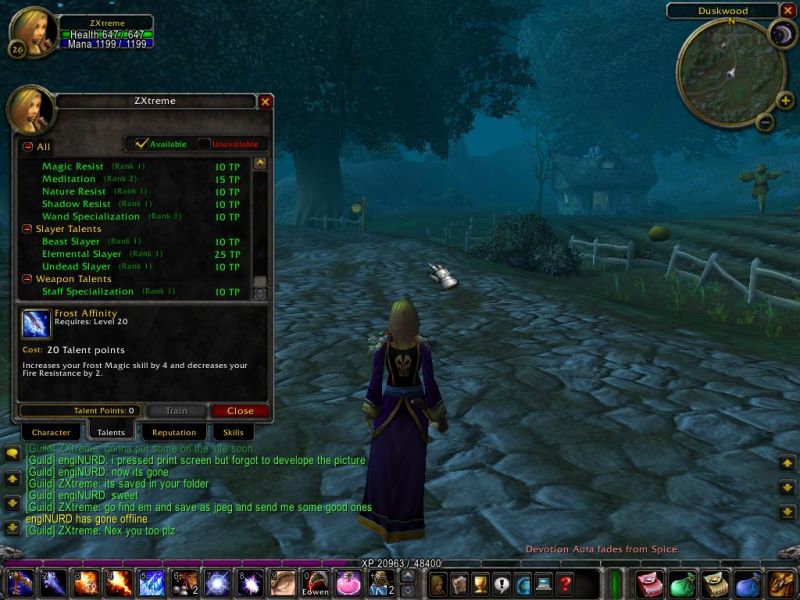 ZXtreme
Health 647 / 647
Mana 1199 / 1199
26
Duskwood
N
ZXtreme
All
Available
Unavailable
Magic Resist (Rank 1) 10 TP
Meditation (Rank 2) 15 TP
Nature Resist (Rank 1) 10 TP
Shadow Resist (Rank 1) 10 TP
Wand Specialization (Rank 1) 10 TP
Slayer Talents
Beast Slayer (Rank 1) 10 TP
Elemental Slayer (Rank 1) 25 TP
Undead Slayer (Rank 1) 10 TP
Weapon Talents
Staff Specialization (Rank 1) 10 TP
Frost Affinity
Requires: Level 20
Cost: 20 Talent points
Increases your Frost Magic skill by 4 and decreases your
Fire Resistance by 2.
Talent Points: 0
Train
Close
Character
Talents
Reputation
Skills
[Guild] ZXtreme: gonna put some on the site soon
[Guild] engiNURD: i pressed print screen but forgot to develope the picture
[Guild] engiNURD: now its gone
[Guild] ZXtreme: its saved in your folder
[Guild] engiNURD: sweet
[Guild] ZXtreme: go find em and save as jpeg and send me some good ones
engiNURD has gone offline
[Guild] ZXtreme: Nex you too plz
Devotion Aura fades from Spice.
XP 20963 / 48400
Eowen
2
2